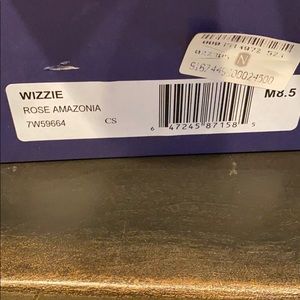 WIZZIE
ROSE AMAZONIA
7W59664 CS
M8.5
6 47245 87158 5
N